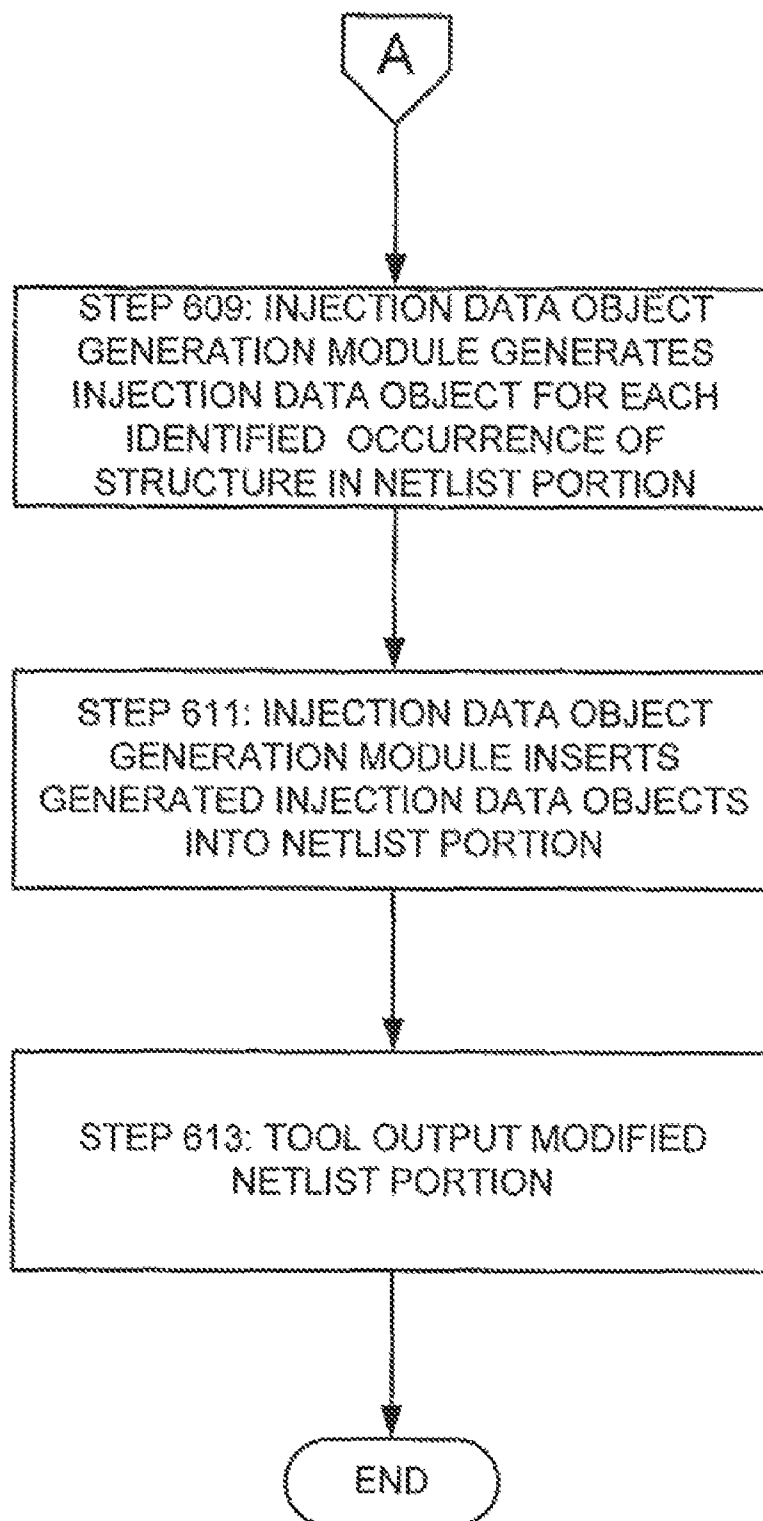 A
STEP 609: INJECTION DATA OBJECT
GENERATION MODULE GENERATES
INJECTION DATA OBJECT FOR EACH
IDENTIFIED OCCURRENCE OF
STRUCTURE IN NETLIST PORTION
STEP 611: INJECTION DATA OBJECT
GENERATION MODULE INSERTS
GENERATED INJECTION DATA OBJECTS
INTO NETLIST PORTION
STEP 613: TOOL OUTPUT MODIFIED
NETLIST PORTION
END